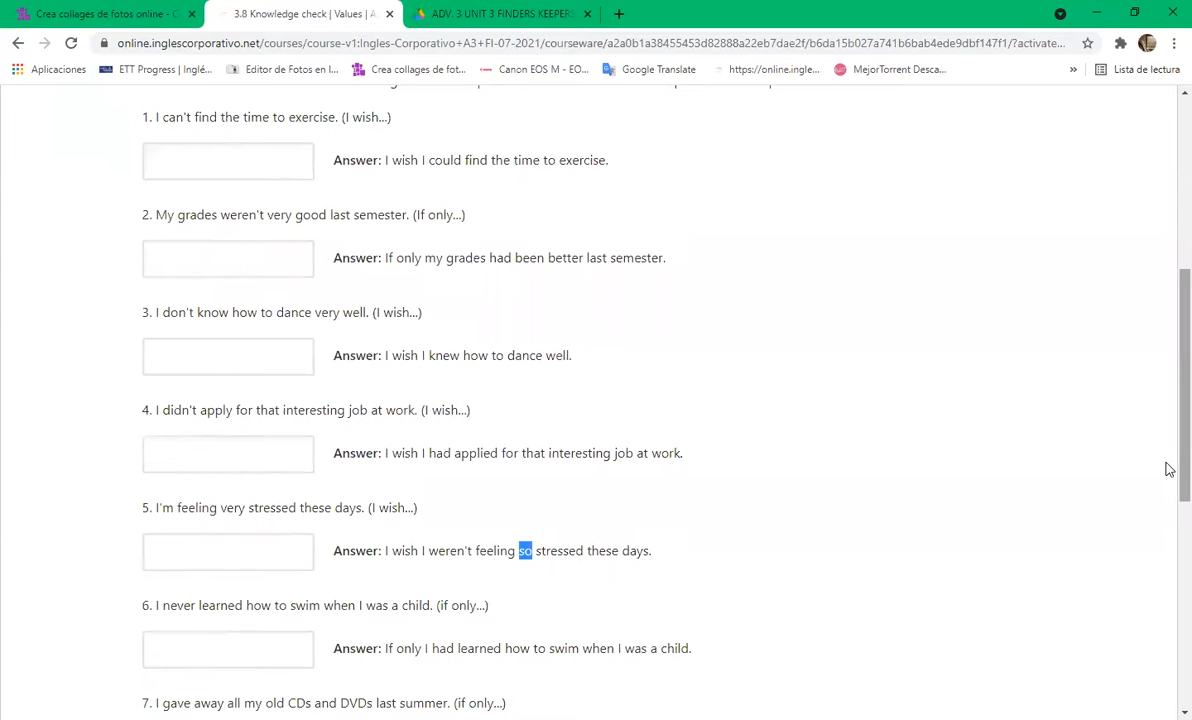 Crea collages de fotos online - C
3.8 Knowledge check | Values | A
ADV. 3 UNIT 3 FINDERS KEEPERS
online.inglescorporativo.net/courses/course-v1:Ingles-Corporativo+A3+FI-07-2021/courseware/a2a0b1a38455453d82888a22eb7dae2f/b6da15b027a741b6bab4ede9dbf147f1/?activate...
Aplicaciones
ETT Progress | Inglé...
Editor de Fotos en l...
Crea collages de fot...
Canon EOS M - EO...
Google Translate
https://online.ingle...
MejorTorrent Desca...
»
Lista de lectura
1. I can't find the time to exercise. (I wish...)
Answer: I wish I could find the time to exercise.
2. My grades weren't very good last semester. (If only...)
Answer: If only my grades had been better last semester.
3. I don't know how to dance very well. (I wish...)
Answer: I wish I knew how to dance well.
4. I didn't apply for that interesting job at work. (I wish...)
Answer: I wish I had applied for that interesting job at work.
5. I'm feeling very stressed these days. (I wish...)
Answer: I wish I weren't feeling so stressed these days.
6. I never learned how to swim when I was a child. (if only...)
Answer: If only I had learned how to swim when I was a child.
7. I gave away all my old CDs and DVDs last summer. (if only...)